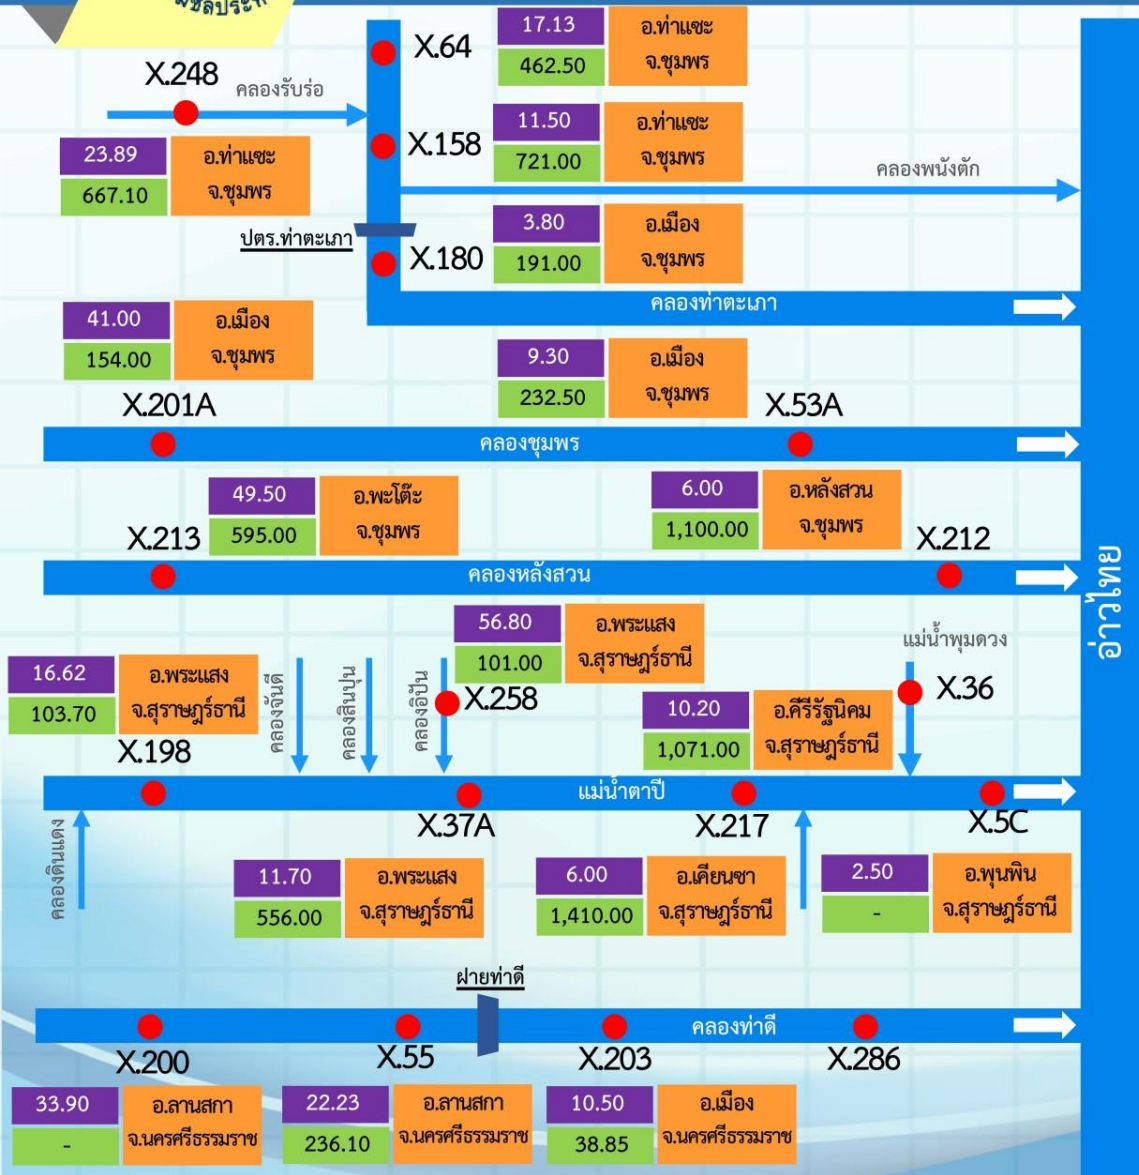 X.64
17.13
อ.ท่าแซะ
462.50
จ.ชุมพร
X.248
คลองรับร่อ
X.158
11.50
อ.ท่าแซะ
721.00
จ.ชุมพร
23.89
อ.ท่าแซะ
667.10
จ.ชุมพร
คลองพนังตัก
ปตร.ท่าตะเภา
X.180
3.80
อ.เมือง
191.00
จ.ชุมพร
คลองท่าตะเภา
41.00
อ.เมือง
154.00
จ.ชุมพร
X.201A
9.30
อ.เมือง
232.50
จ.ชุมพร
X.53A
คลองชุมพร
X.213
49.50
อ.พะโต๊ะ
595.00
จ.ชุมพร
6.00
อ.หลังสวน
1,100.00
จ.ชุมพร
X.212
คลองหลังสวน
อ่าวไทย
16.62
อ.พระแสง
103.70
จ.สุราษฎร์ธานี
X.198
คลองจันดี
คลองสินปุน
คลองอิปัน
56.80
อ.พระแสง
101.00
จ.สุราษฎร์ธานี
X.258
10.20
อ.คีรีรัฐนิคม
1,071.00
จ.สุราษฎร์ธานี
แม่น้ำพุมดวง
X.36
แม่น้ำตาปี
X.37A
X.217
X.5C
คลองดินแดง
11.70
อ.พระแสง
556.00
จ.สุราษฎร์ธานี
6.00
อ.เคียนซา
1,410.00
จ.สุราษฎร์ธานี
2.50
อ.พุนพิน
-
จ.สุราษฎร์ธานี
ฝายท่าดี
คลองท่าดี
X.200
X.55
X.203
X.286
33.90
อ.ลานสกา
-
จ.นครศรีธรรมราช
22.23
อ.ลานสกา
236.10
จ.นครศรีธรรมราช
10.50
อ.เมือง
38.85
จ.นครศรีธรรมราช